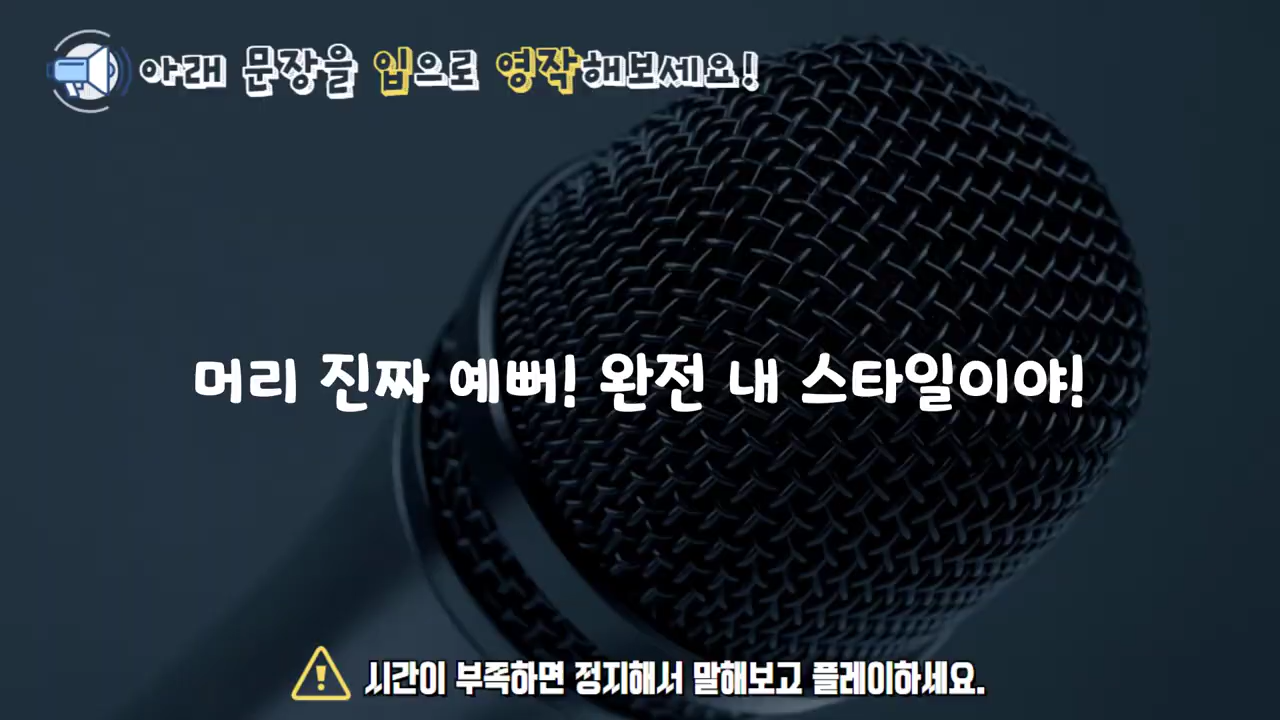 아래 문장을 입으로 영작해보세요!
머리 진짜 예뻐! 완전 내 스타일이야!
시간이 부족하면 정지해서 말해보고 플레이하세요.